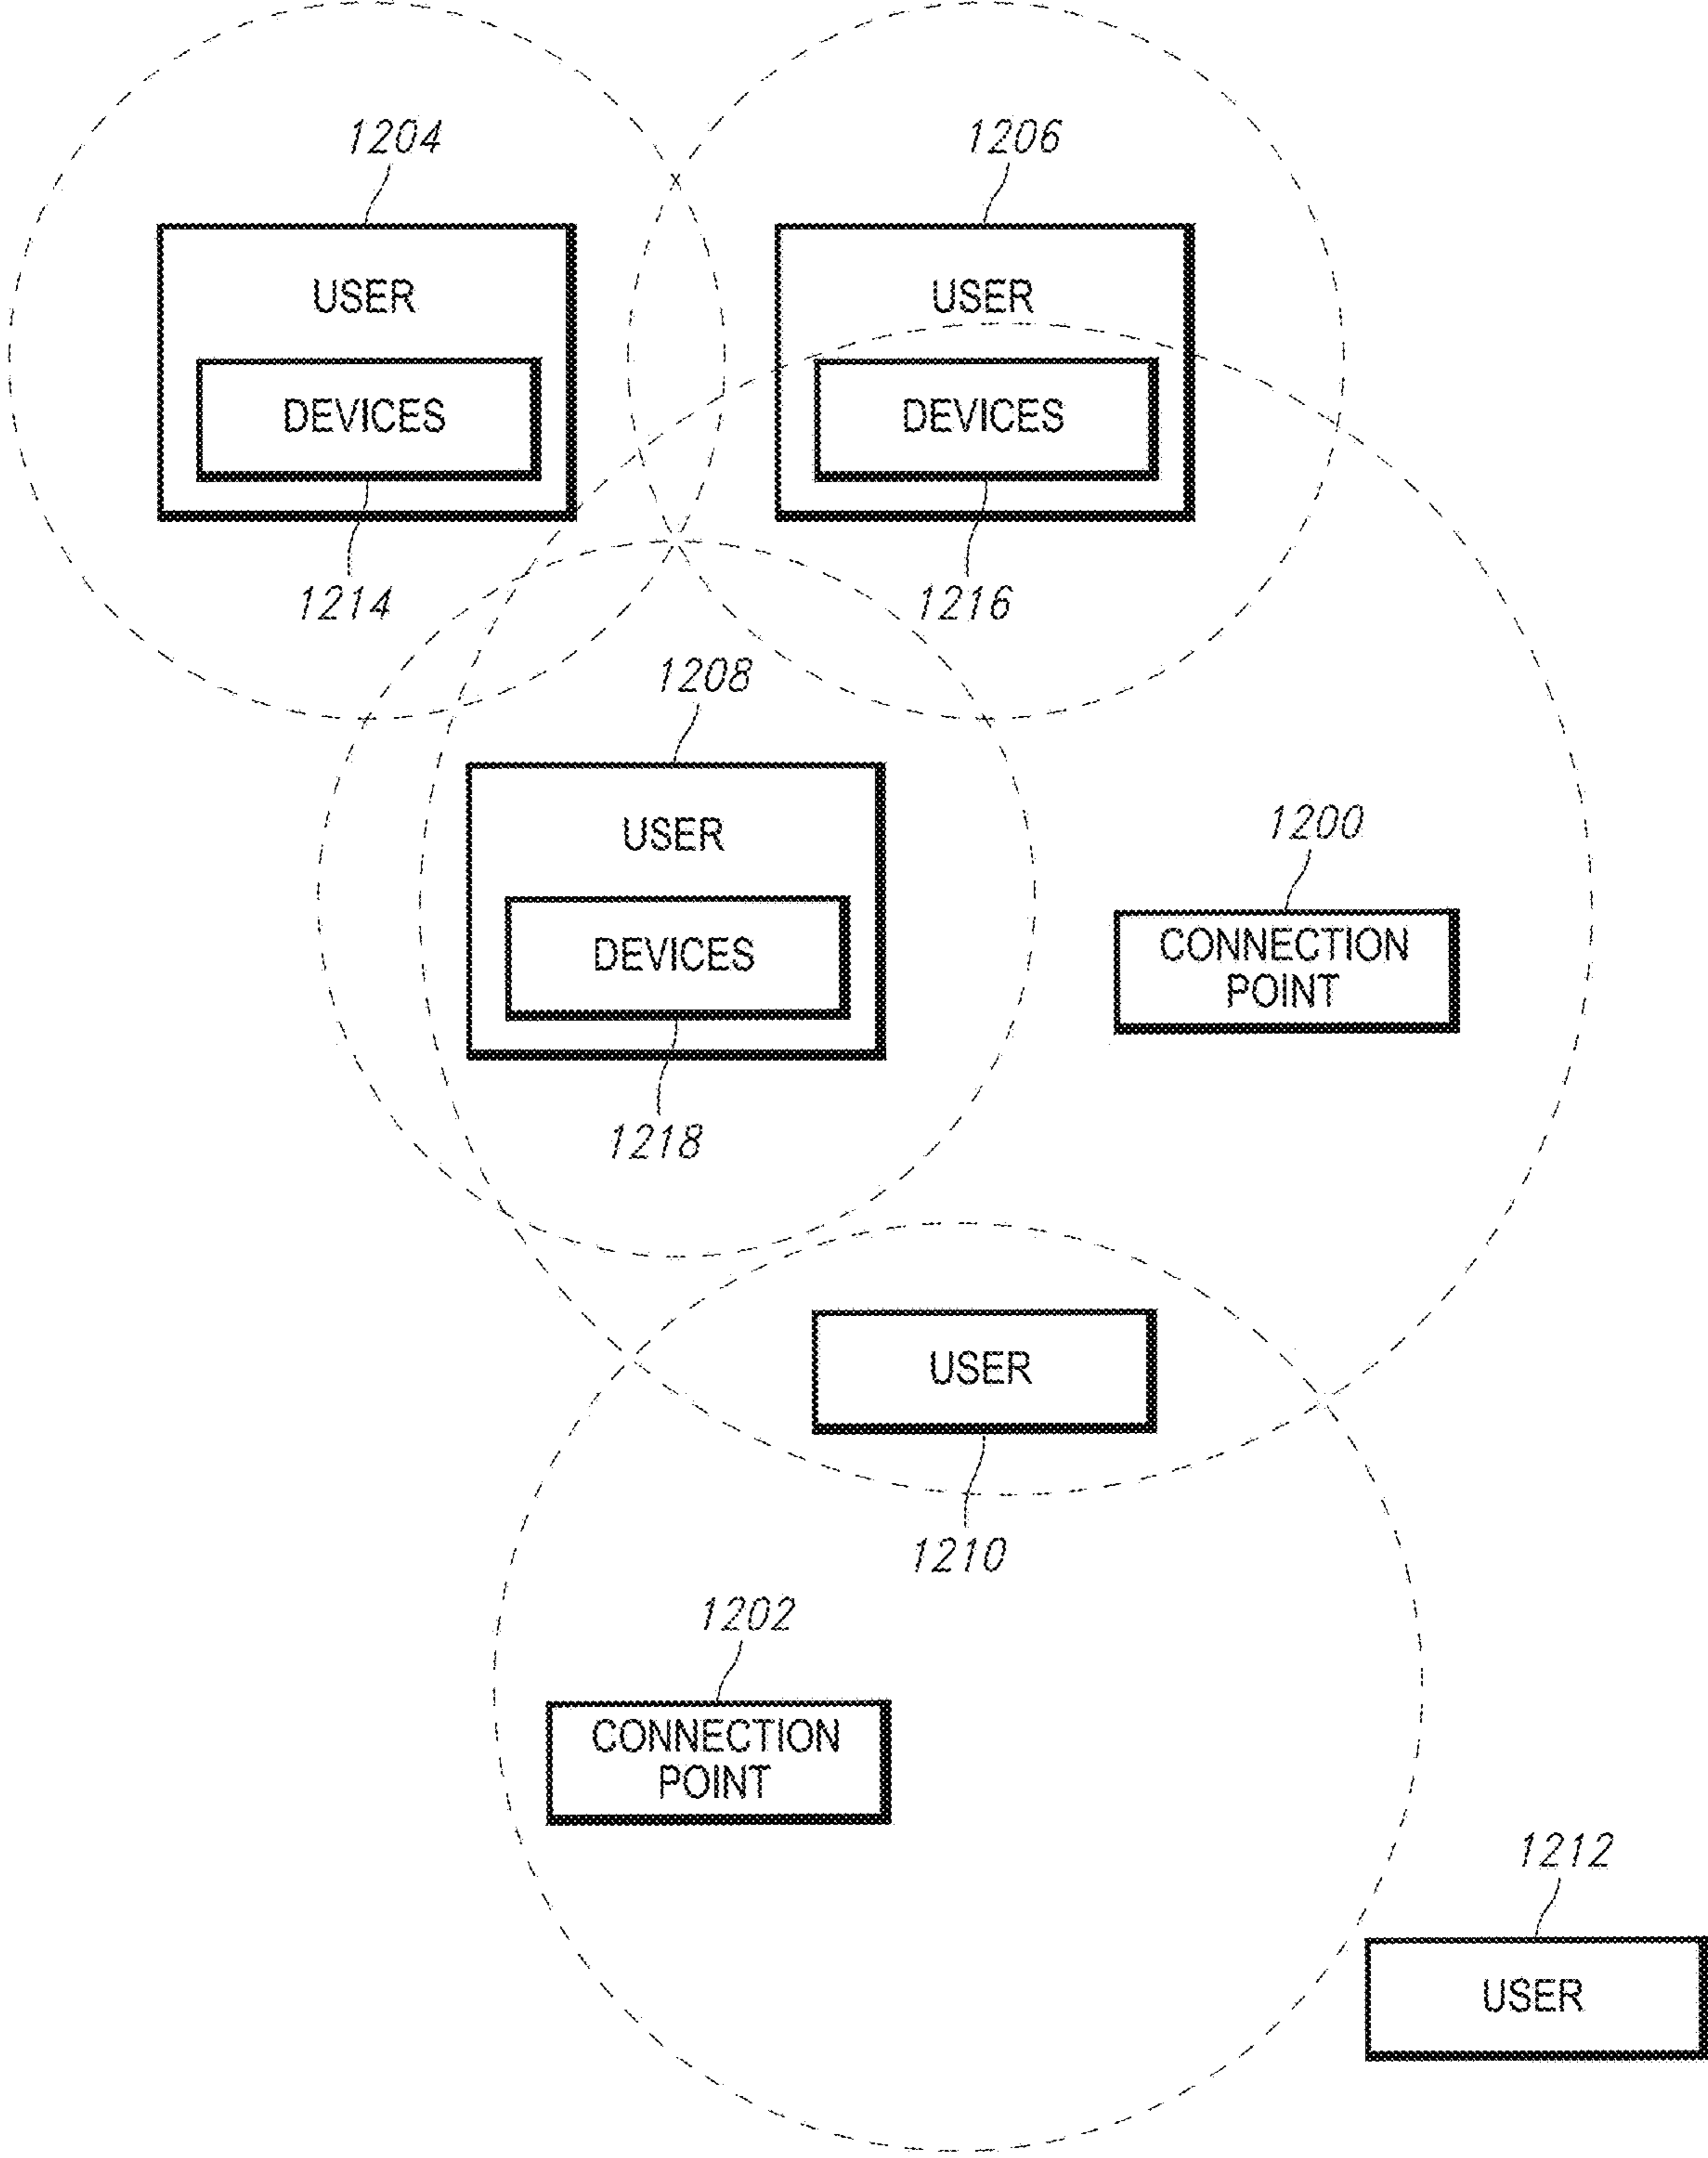 1204
1206
USER
USER
DEVICES
DEVICES
1214
1216
1208
USER
1200
DEVICES
CONNECTION
POINT
1218
USER
1210
1202
CONNECTION
POINT
1212
USER